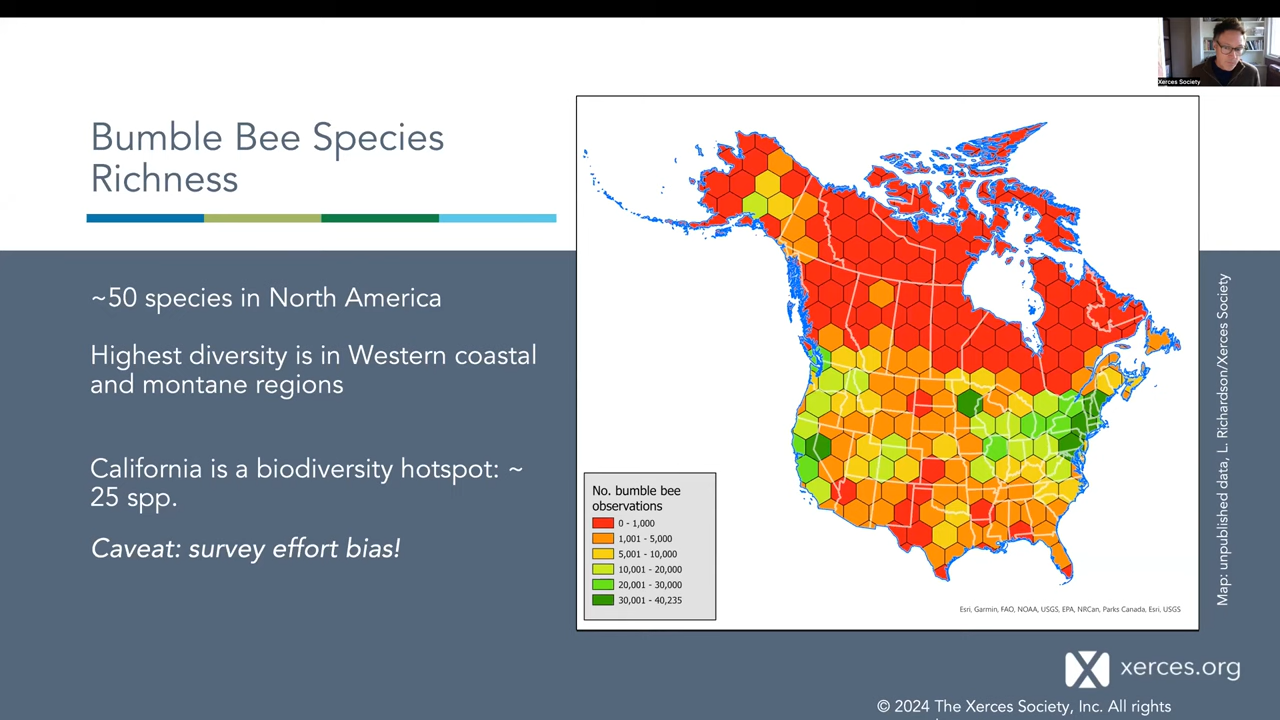 Xerces Society
Bumble Bee Species
Richness
~50 species in North America
Highest diversity is in Western coastal
and montane regions
California is a biodiversity hotspot: ~
25 spp.
Caveat: survey effort bias!
No. bumble bee
observations
0 - 1,000
1,001 - 5,000
5,001 - 10,000
10,001 - 20,000
20,001 - 30,000
30,001 - 40,235
Esri, Garmin, FAO, NOAA, USGS, EPA, NRCan, Parks Canada, Esri, USGS
Map: unpublished data, L. Richardson/Xerces Society
xerces.org
© 2024 The Xerces Society, Inc. All rights